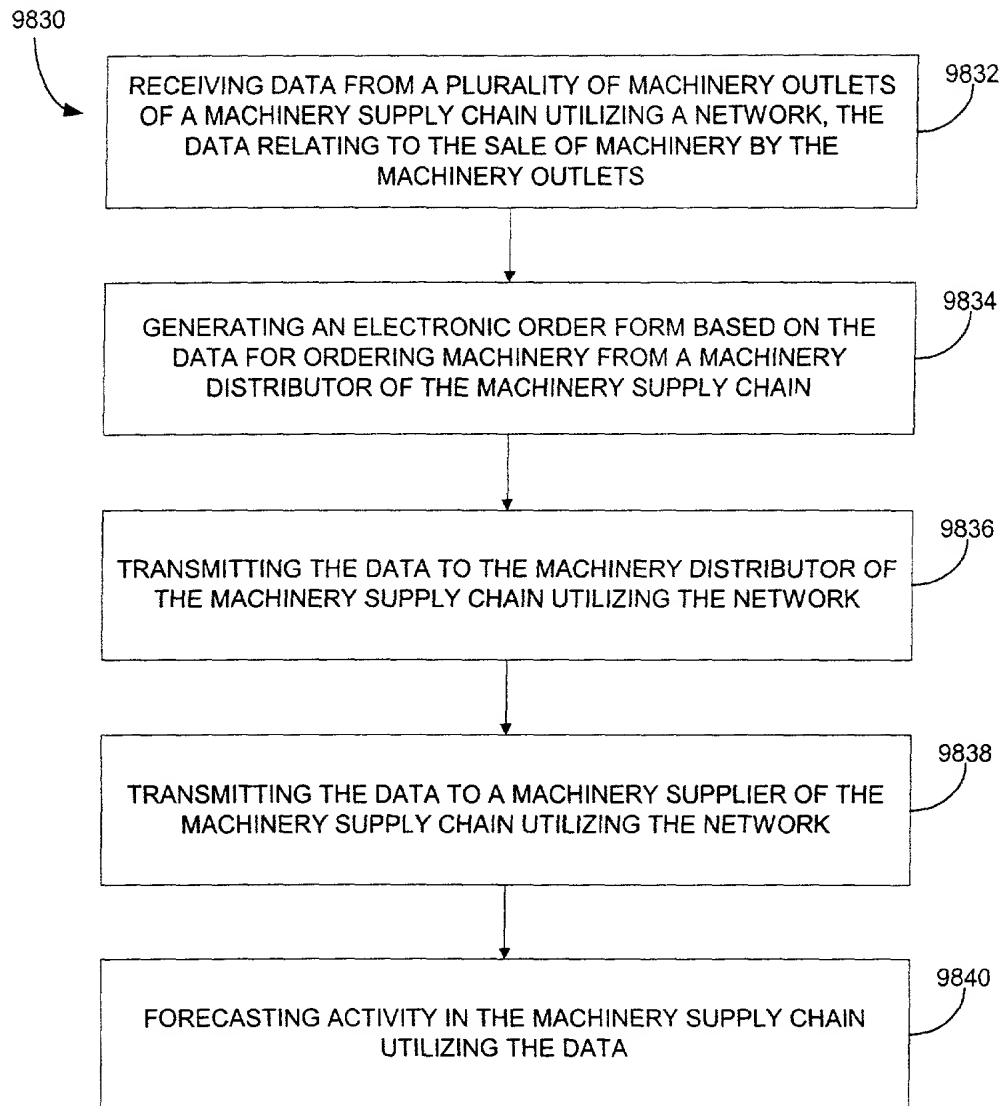 9830
RECEIVING DATA FROM A PLURALITY OF MACHINERY OUTLETS
OF A MACHINERY SUPPLY CHAIN UTILIZING A NETWORK, THE
DATA RELATING TO THE SALE OF MACHINERY BY THE
MACHINERY OUTLETS
9832
GENERATING AN ELECTRONIC ORDER FORM BASED ON THE
DATA FOR ORDERING MACHINERY FROM A MACHINERY
DISTRIBUTOR OF THE MACHINERY SUPPLY CHAIN
9834
TRANSMITTING THE DATA TO THE MACHINERY DISTRIBUTOR OF
THE MACHINERY SUPPLY CHAIN UTILIZING THE NETWORK
9836
TRANSMITTING THE DATA TO A MACHINERY SUPPLIER OF THE
MACHINERY SUPPLY CHAIN UTILIZING THE NETWORK
9838
FORECASTING ACTIVITY IN THE MACHINERY SUPPLY CHAIN
UTILIZING THE DATA
9840